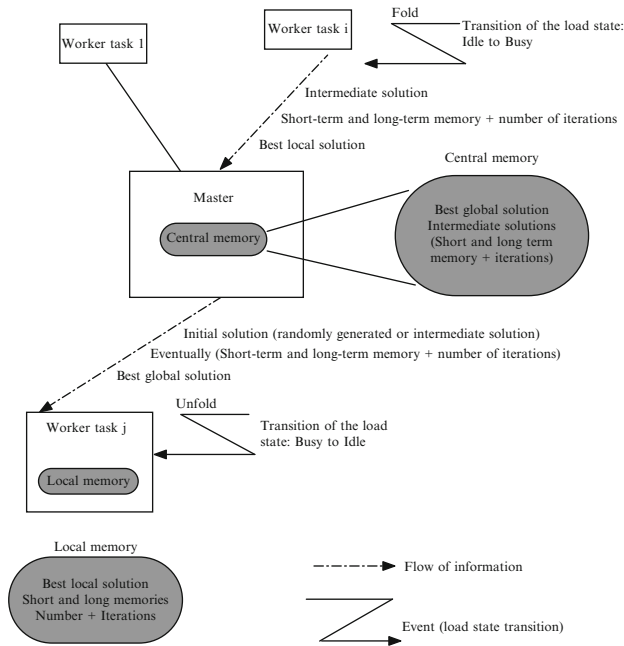 Worker task 1
Worker task i
Fold
Transition of the load state:
Idle to Busy
Intermediate solution
Short-term and long-term memory + number of iterations
Best local solution
Central memory
Master
Central memory
Best global solution
Intermediate solutions
(Short and long term
memory + iterations)
Initial solution (randomly generated or intermediate solution)
Eventually (Short-term and long-term memory + number of iterations)
Best global solution
Unfold
Worker task j
Transition of the load
state: Busy to Idle
Local memory
Local memory
Best local solution
Short and long memories
Number + Iterations
Flow of information
Event (load state transition)